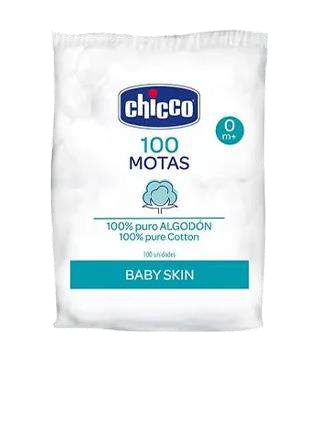 chicco
0
m+
100
MOTAS
100% puro ALGODÓN
100% pure Cotton
100 unidades
BABY SKIN